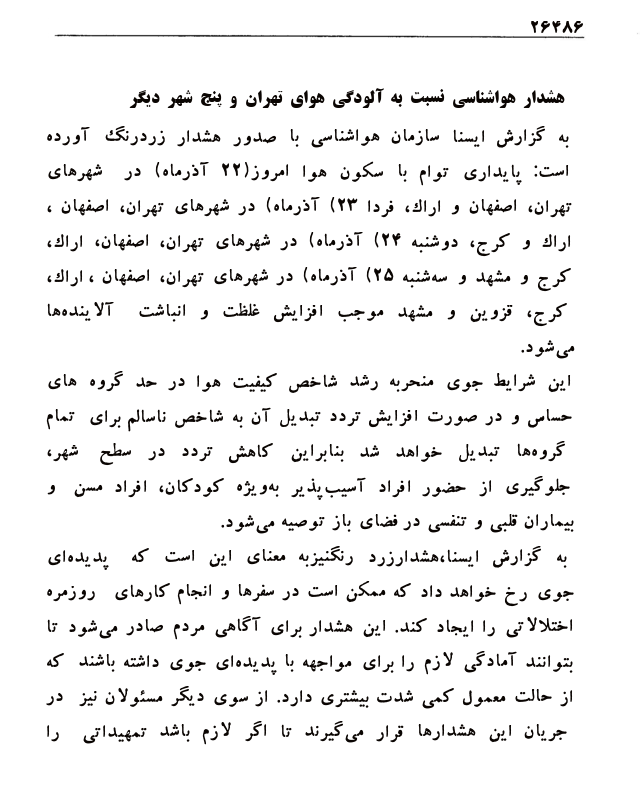 ۲۶۴۸۶
هشدار هواشناسی نسبت به آلودگی هوای تهران و پنج شهر دیگر
به گزارش ایسنا سازمان هواشناسی با صدور هشدار زردرنگ آورده
است: پایداری توام با سکون هوا امروز(۲۲ آذرماه) در شهرهای
تهران، اصفهان و اراک، فردا ۲۳) آذرماه) در شهرهای تهران، اصفهان ،
اراک و کرج، دوشنبه ۲۴) آذرماه) در شهرهای تهران، اصفهان، اراک،
کرج و مشهد و سه‌شنبه ۲۵) آذرماه) در شهرهای تهران، اصفهان ، اراک،
کرج، قزوین و مشهد موجب افزایش غلظت و انباشت آلاینده‌ها
می‌شود.
این شرایط جوی منحربه رشد شاخص کیفیت هوا در حد گروه های
حساس و در صورت افزایش تردد تبدیل آن به شاخص ناسالم برای تمام
گروه‌ها تبدیل خواهد شد بنابراین کاهش تردد در سطح شهر،
جلوگیری از حضور افراد آسیب‌پذیر به‌ویژه کودکان، افراد مسن و
بیماران قلبی و تنفسی در فضای باز توصیه می‌شود.
به گزارش ایسنا،هشدارزرد رنگنیزبه معنای این است که پدیده‌ای
جوی رخ خواهد داد که ممکن است در سفرها و انجام کارهای روزمره
اختلالاتی را ایجاد کند. این هشدار برای آگاهی مردم صادر می‌شود تا
بتوانند آمادگی لازم را برای مواجهه با پدیده‌ای جوی داشته باشند که
از حالت معمول کمی شدت بیشتری دارد. از سوی دیگر مسئولان نیز در
جریان این هشدارها قرار می‌گیرند تا اگر لازم باشد تمهیداتی را